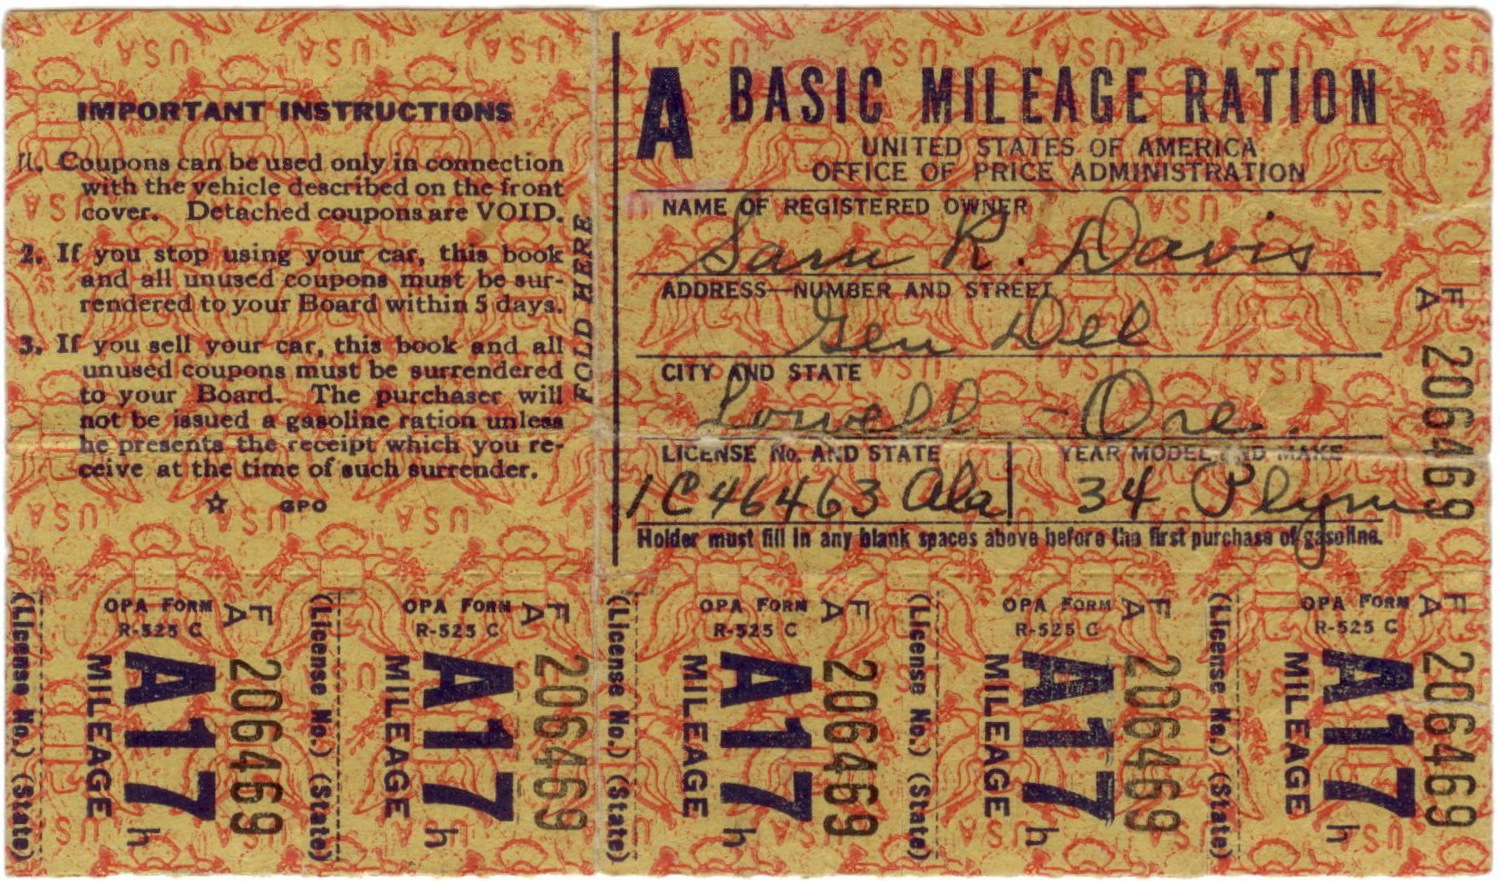 IMPORTANT INSTRUCTIONS
1. Coupons can be used only in connection
with the vehicle described on the front
cover. Detached coupons are VOID.
2. If you stop using your car, this book
and all unused coupons must be sur-
rendered to your Board within 5 days.
3. If you sell your car, this book and all
unused coupons must be surrendered
to your Board. The purchaser will
not be issued a gasoline ration unless
he presents the receipt which you re-
ceive at the time of such surrender.
☆ GPO
FOLD HERE
A BASIC MILEAGE RATION
UNITED STATES OF AMERICA
OFFICE OF PRICE ADMINISTRATION
NAME OF REGISTERED OWNER
Sam R. Davis
ADDRESS—NUMBER AND STREET
Gen Del
CITY AND STATE
Lowell - Ore.
LICENSE No. AND STATE
1C46463 Ala
YEAR MODEL AND MAKE
34 Plym
Holder must fill in any blank spaces above before the first purchase of gasoline.
FA 206469
(License No.) (State)
OPA FORM
R-525 C
MILEAGE
A17
h
FA 206469
(License No.) (State)
OPA FORM
R-525 C
MILEAGE
A17
h
FA 206469
(License No.) (State)
OPA FORM
R-525 C
MILEAGE
A17
h
FA 206469
(License No.) (State)
OPA FORM
R-525 C
MILEAGE
A17
h
FA 206469
(License No.) (State)
OPA FORM
R-525 C
MILEAGE
A17
h
FA 206469